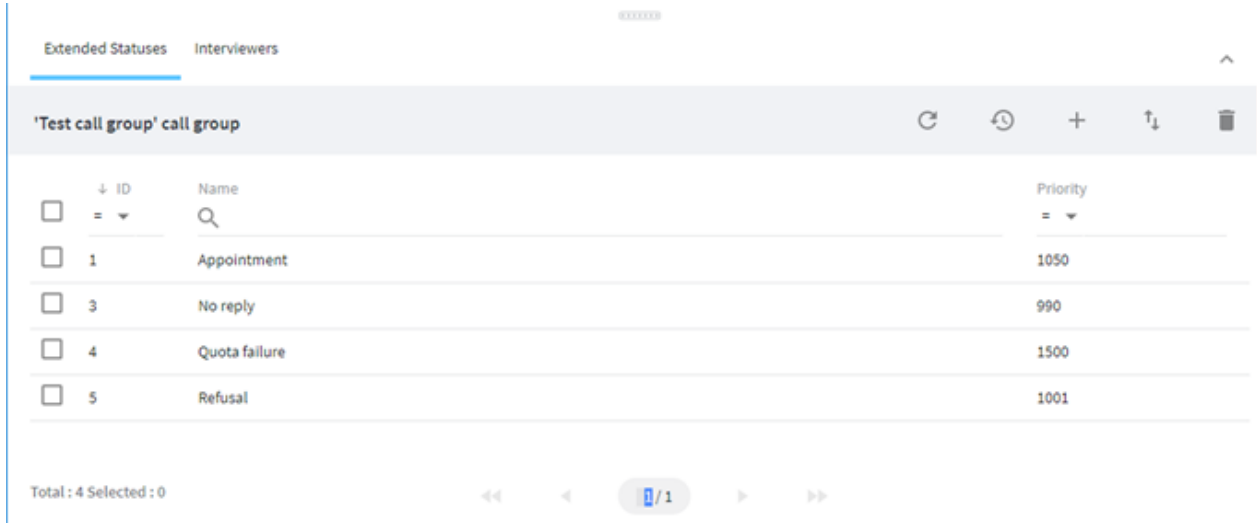 Extended Statuses Interviewers
'Test call group' call group
↓ ID Name Priority
= =
1 Appointment 1050
3 No reply 990
4 Quota failure 1500
5 Refusal 1001
Total : 4 Selected : 0 1 / 1